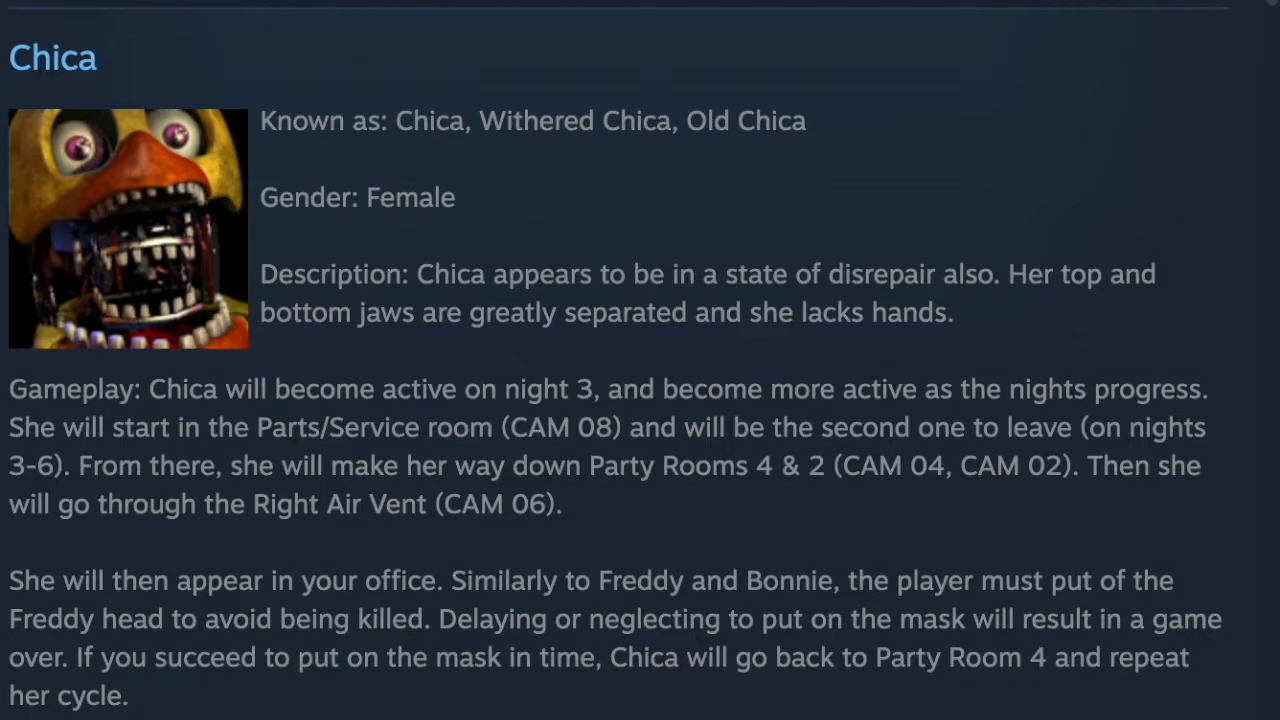 Chica
Known as: Chica, Withered Chica, Old Chica
Gender: Female
Description: Chica appears to be in a state of disrepair also. Her top and
bottom jaws are greatly separated and she lacks hands.
Gameplay: Chica will become active on night 3, and become more active as the nights progress.
She will start in the Parts/Service room (CAM 08) and will be the second one to leave (on nights
3-6). From there, she will make her way down Party Rooms 4 & 2 (CAM 04, CAM 02). Then she
will go through the Right Air Vent (CAM 06).
She will then appear in your office. Similarly to Freddy and Bonnie, the player must put of the
Freddy head to avoid being killed. Delaying or neglecting to put on the mask will result in a game
over. If you succeed to put on the mask in time, Chica will go back to Party Room 4 and repeat
her cycle.